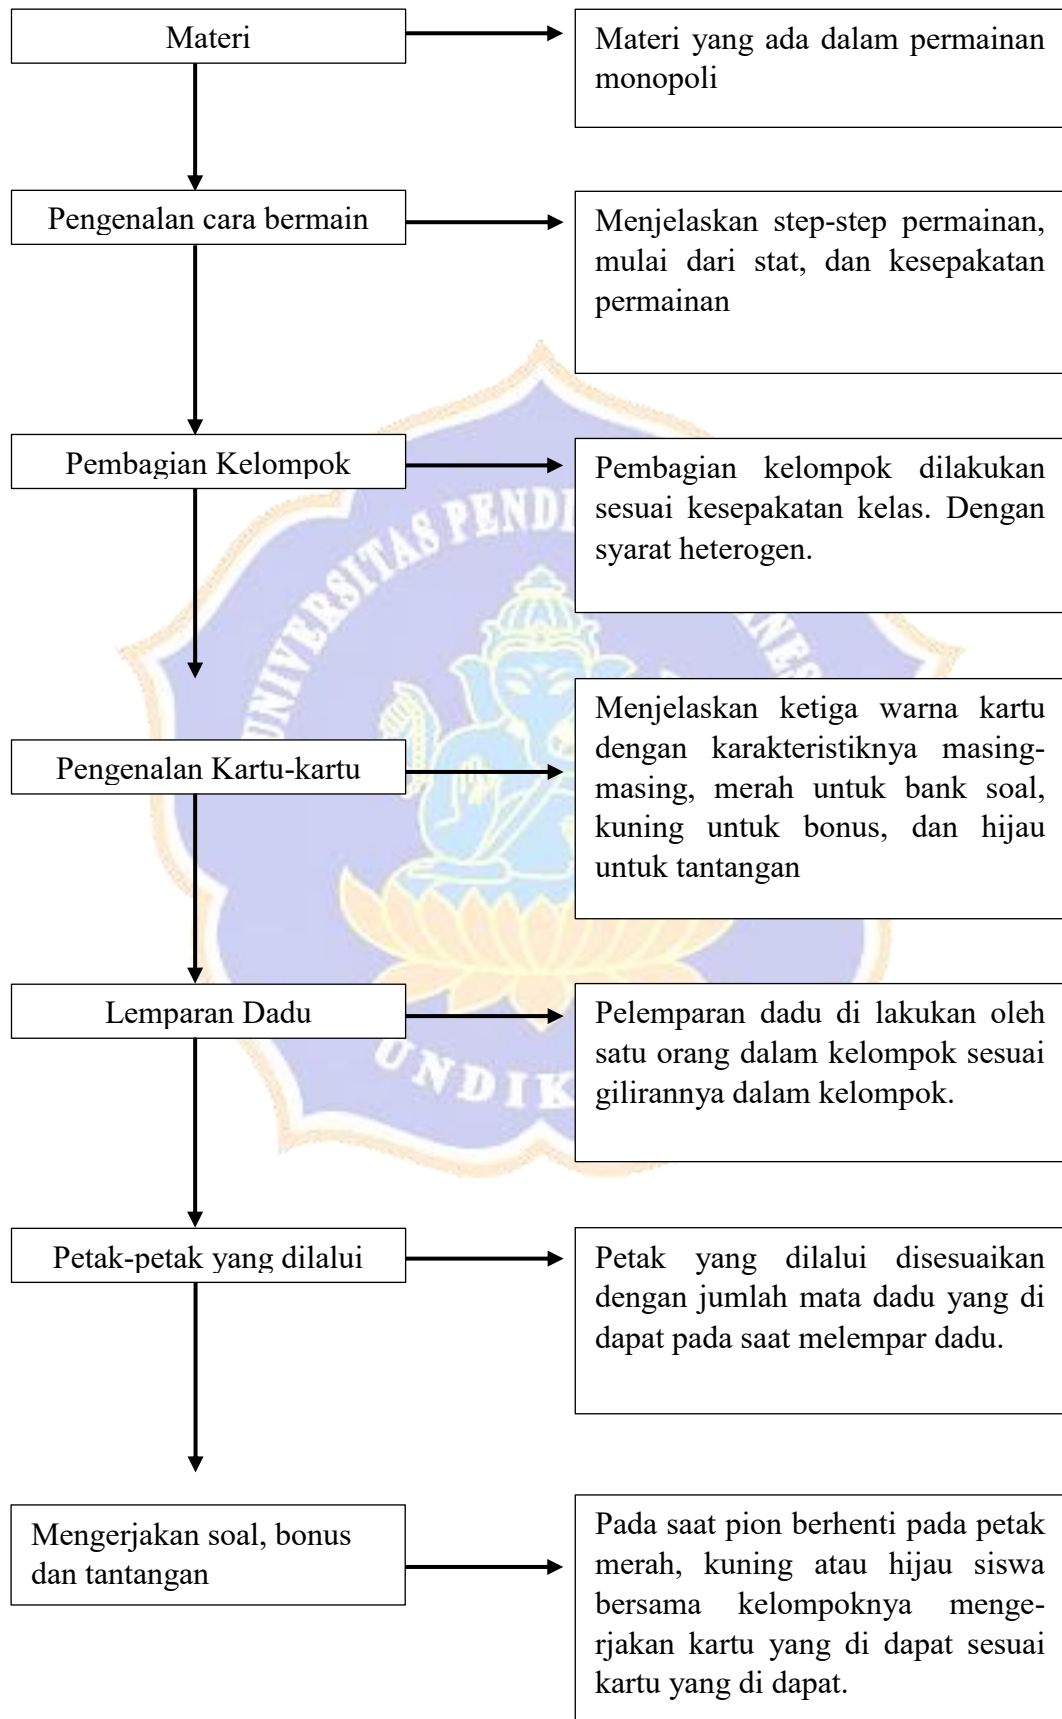 Materi
Materi yang ada dalam permainan
monopoli
Pengenalan cara bermain
Menjelaskan step-step permainan,
mulai dari stat, dan kesepakatan
permainan
Pembagian Kelompok
Pembagian kelompok dilakukan
sesuai kesepakatan kelas. Dengan
syarat heterogen.
UNIVERSITAS PENDI
ANES
Pengenalan Kartu-kartu
Menjelaskan ketiga warna kartu
dengan karakteristiknya masing-
masing, merah untuk bank soal,
kuning untuk bonus, dan hijau
untuk tantangan
Lemparan Dadu
Pelemparan dadu di lakukan oleh
satu orang dalam kelompok sesuai
gilirannya dalam kelompok.
UNDIK
Petak-petak yang dilalui
Petak yang dilalui disesuaikan
dengan jumlah mata dadu yang di
dapat pada saat melempar dadu.
Mengerjakan soal, bonus
dan tantangan
Pada saat pion berhenti pada petak
merah, kuning atau hijau siswa
bersama kelompoknya menge-
rjakan kartu yang di dapat sesuai
kartu yang di dapat.